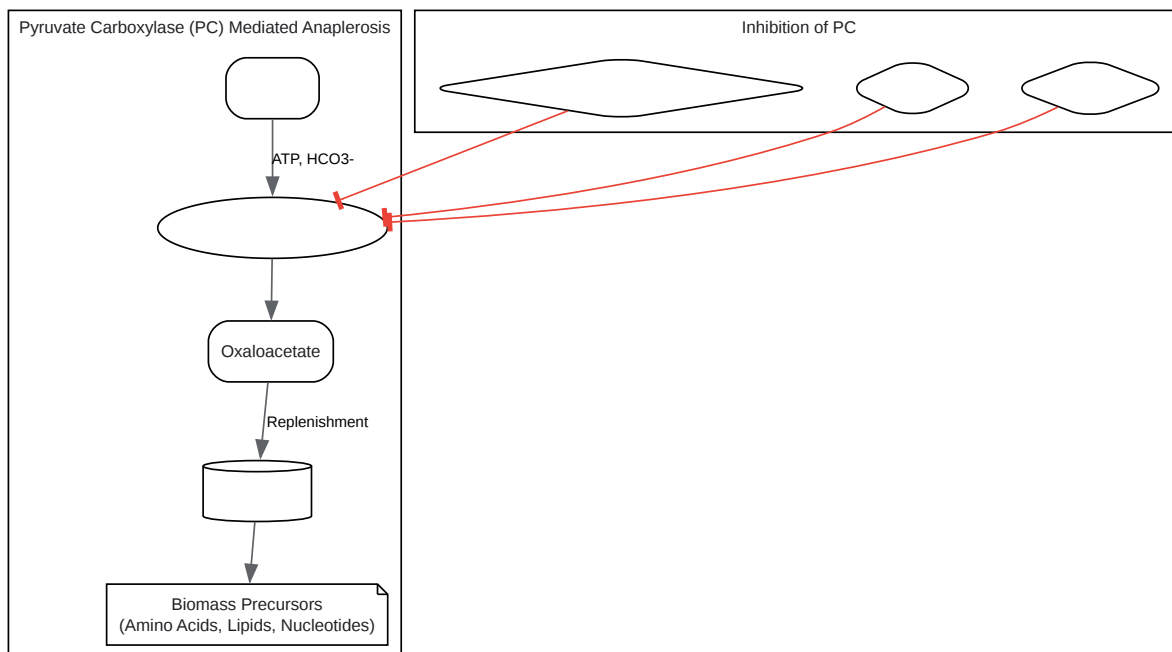 Pyruvate Carboxylase (PC) Mediated Anaplerosis
Inhibition of PC
ATP, HCO3-
Oxaloacetate
Replenishment
Biomass Precursors
(Amino Acids, Lipids, Nucleotides)